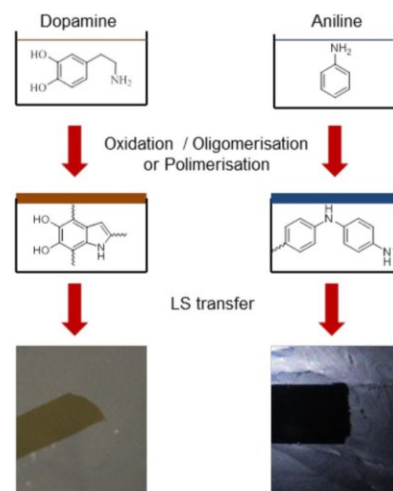 Dopamine
Aniline
HO
HO
NH2
NH2
Oxidation / Oligomerisation
or Polimerisation
HO
HO
N
H
H
N
N
H
LS transfer